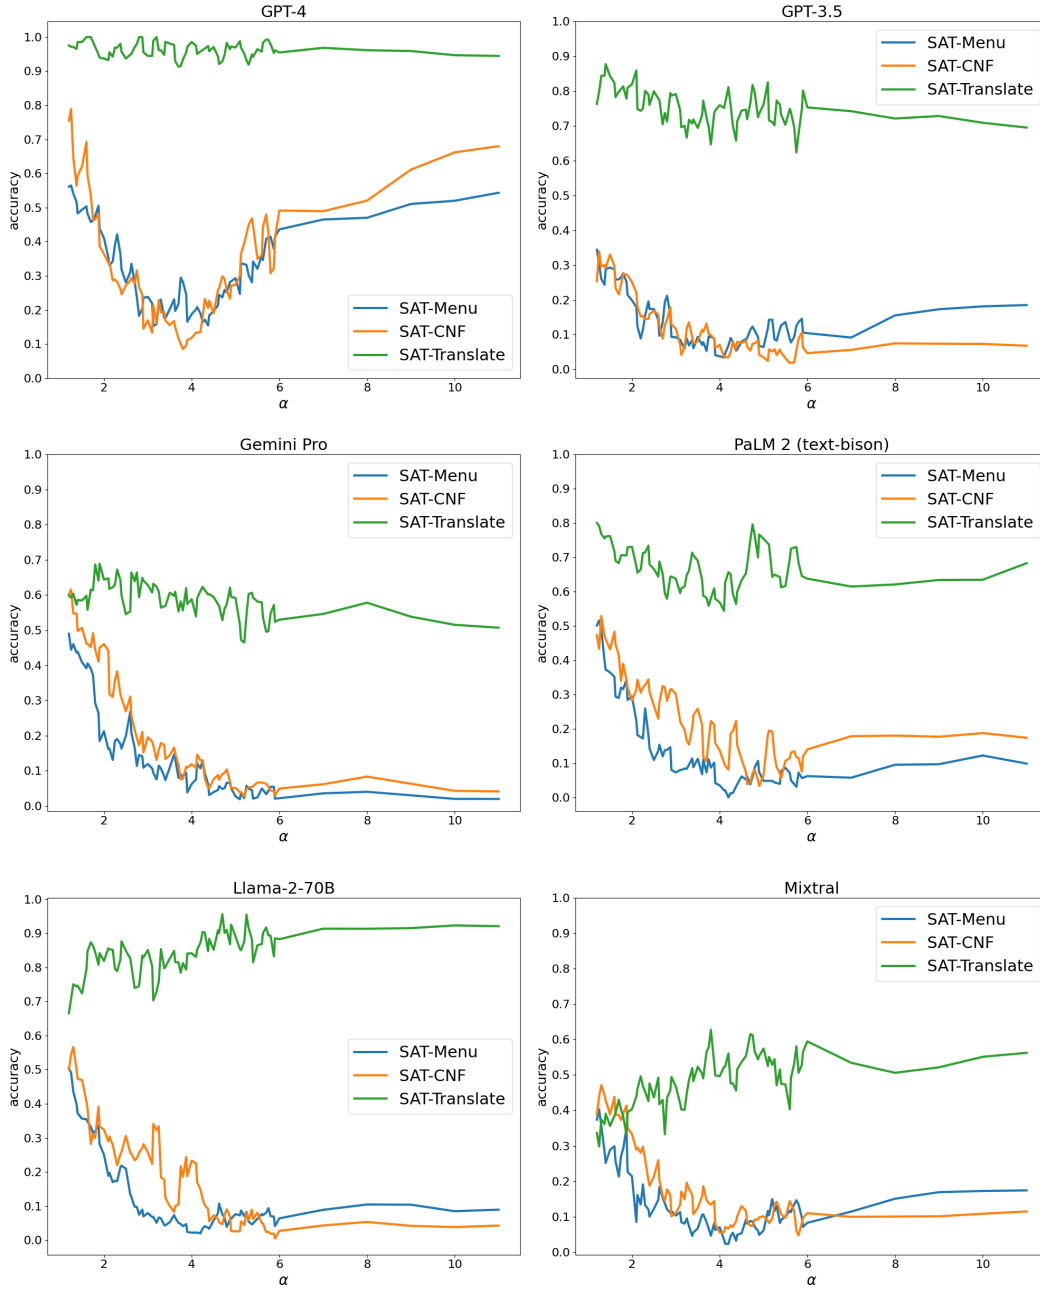 GPT-4
accuracy
1.0
0.9
0.8
0.7
0.6
0.5
0.4
0.3
0.2
0.1
0.0
2 4 6 8 10
α
SAT-Menu
SAT-CNF
SAT-Translate
GPT-3.5
accuracy
1.0
0.9
0.8
0.7
0.6
0.5
0.4
0.3
0.2
0.1
0.0
2 4 6 8 10
α
SAT-Menu
SAT-CNF
SAT-Translate
Gemini Pro
accuracy
1.0
0.9
0.8
0.7
0.6
0.5
0.4
0.3
0.2
0.1
0.0
2 4 6 8 10
α
SAT-Menu
SAT-CNF
SAT-Translate
PaLM 2 (text-bison)
accuracy
1.0
0.9
0.8
0.7
0.6
0.5
0.4
0.3
0.2
0.1
0.0
2 4 6 8 10
α
SAT-Menu
SAT-CNF
SAT-Translate
Llama-2-70B
accuracy
1.0
0.9
0.8
0.7
0.6
0.5
0.4
0.3
0.2
0.1
0.0
2 4 6 8 10
α
SAT-Menu
SAT-CNF
SAT-Translate
Mixtral
accuracy
1.0
0.9
0.8
0.7
0.6
0.5
0.4
0.3
0.2
0.1
0.0
2 4 6 8 10
α
SAT-Menu
SAT-CNF
SAT-Translate